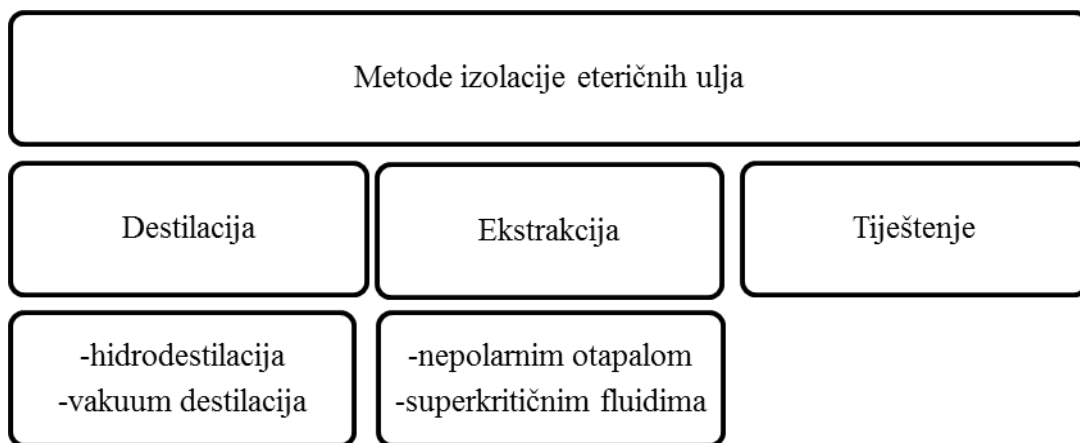 Metode izolacije eteričnih ulja
Destilacija
Ekstrakcija
Tiještenje
-hidrodestilacija
-vakuum destilacija
-nepolarnim otapalom
-superkritičnim fluidima